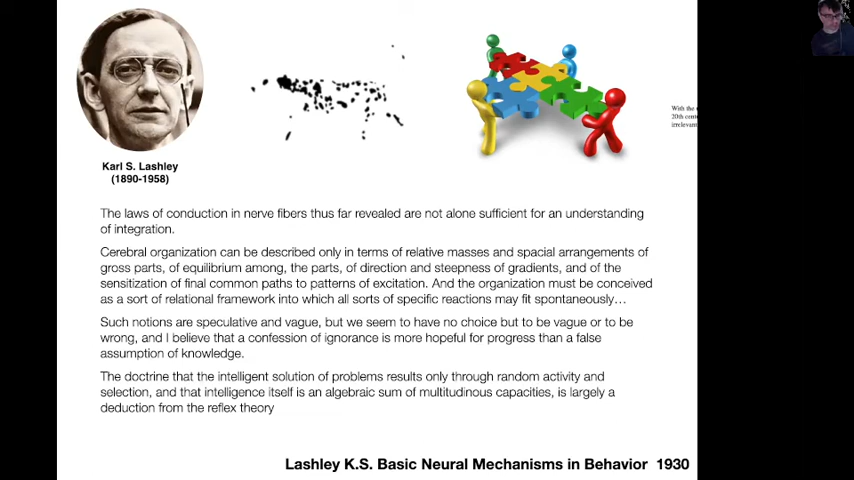 Karl S. Lashley
(1890-1958)
With the
20th cent
irrelevan
The laws of conduction in nerve fibers thus far revealed are not alone sufficient for an understanding
of integration.
Cerebral organization can be described only in terms of relative masses and spacial arrangements of
gross parts, of equilibrium among, the parts, of direction and steepness of gradients, and of the
sensitization of final common paths to patterns of excitation. And the organization must be conceived
as a sort of relational framework into which all sorts of specific reactions may fit spontaneously…
Such notions are speculative and vague, but we seem to have no choice but to be vague or to be
wrong, and I believe that a confession of ignorance is more hopeful for progress than a false
assumption of knowledge.
The doctrine that the intelligent solution of problems results only through random activity and
selection, and that intelligence itself is an algebraic sum of multitudinous capacities, is largely a
deduction from the reflex theory
Lashley K.S. Basic Neural Mechanisms in Behavior 1930